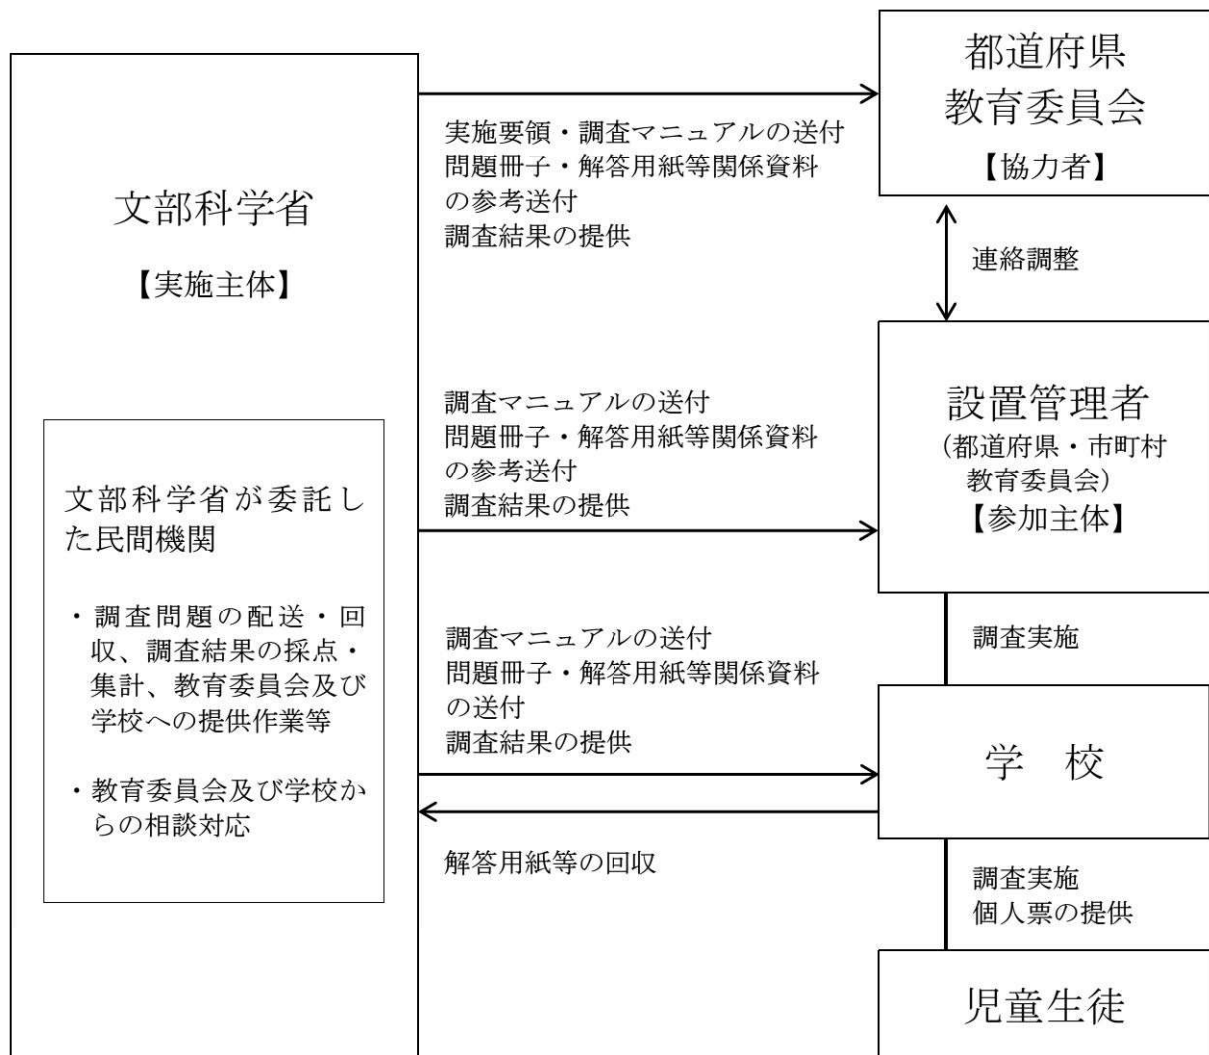 文部科学省
【実施主体】
文部科学省が委託し
た民間機関
・調査問題の配送・回
収、調査結果の採点・
集計、教育委員会及び
学校への提供作業等
・教育委員会及び学校か
らの相談対応
実施要領・調査マニュアルの送付
問題冊子・解答用紙等関係資料
の参考送付
調査結果の提供
調査マニュアルの送付
問題冊子・解答用紙等関係資料
の参考送付
調査結果の提供
調査マニュアルの送付
問題冊子・解答用紙等関係資料
の送付
調査結果の提供
解答用紙等の回収
都道府県
教育委員会
【協力者】
連絡調整
設置管理者
（都道府県・市町村
教育委員会）
【参加主体】
調査実施
学　校
調査実施
個人票の提供
児童生徒